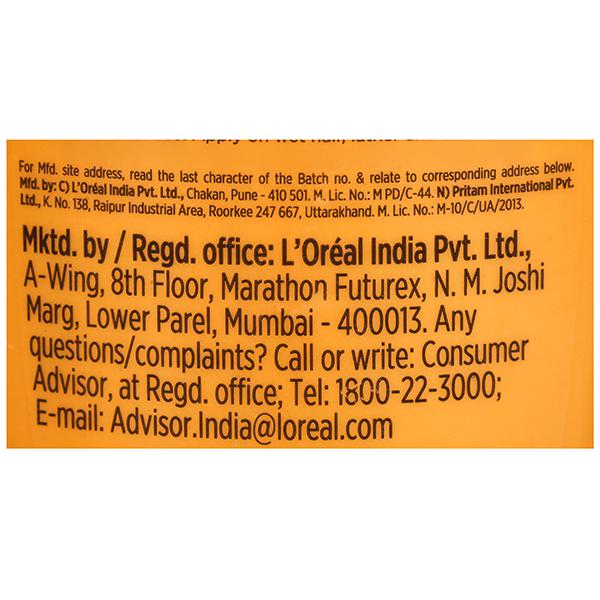 Apply on wet hair,
For Mfd. site address, read the last character of the Batch no. & relate to corresponding address below.
Mfd. by: C) L'Oréal India Pvt. Ltd., Chakan, Pune - 410 501. M. Lic. No.: M PD/C-44. N) Pritam International Pvt.
Ltd., K. No. 138, Raipur Industrial Area, Roorkee 247 667, Uttarakhand. M. Lic. No.: M-10/C/UA/2013.
Mktd. by / Regd. office: L'Oréal India Pvt. Ltd.,
A-Wing, 8th Floor, Marathon Futurex, N. M. Joshi
Marg, Lower Parel, Mumbai - 400013. Any
questions/complaints? Call or write: Consumer
Advisor, at Regd. office; Tel: 1800-22-3000;
E-mail: Advisor.India@loreal.com